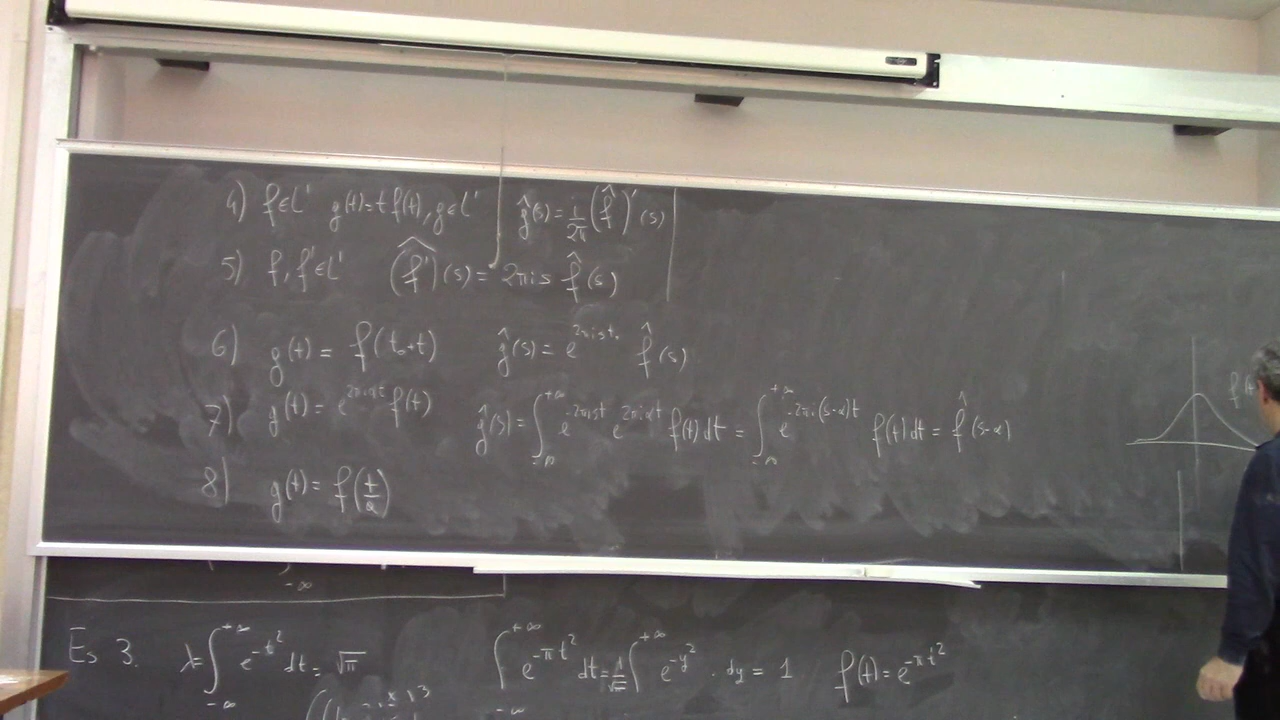 4) f∈L¹ g(t)=t f(t), g∈L¹ ĝ(s)=i/2π (f̂)'(s)
5) f, f'∈L¹ (f')^(s) = 2πis f̂(s)
6) g(t) = f(t₀+t) ĝ(s) = e^{2πist₀} f̂(s)
7) g(t) = e^{2πiαt} f(t) ĝ(s) = ∫_{-∞}^{+∞} e^{-2πist} e^{2πiαt} f(t) dt = ∫_{-∞}^{+∞} e^{-2πi(s-α)t} f(t) dt = f̂(s-α)
8) g(t) = f(t/α)
-∞
Es 3. λ= ∫_{-∞}^{+∞} e^{-t²} dt = √π ∫_{-∞}^{+∞} e^{-πt²} dt = 1/√π ∫_{-∞}^{+∞} e^{-y²} · dy = 1 f(t) = e^{-πt²}